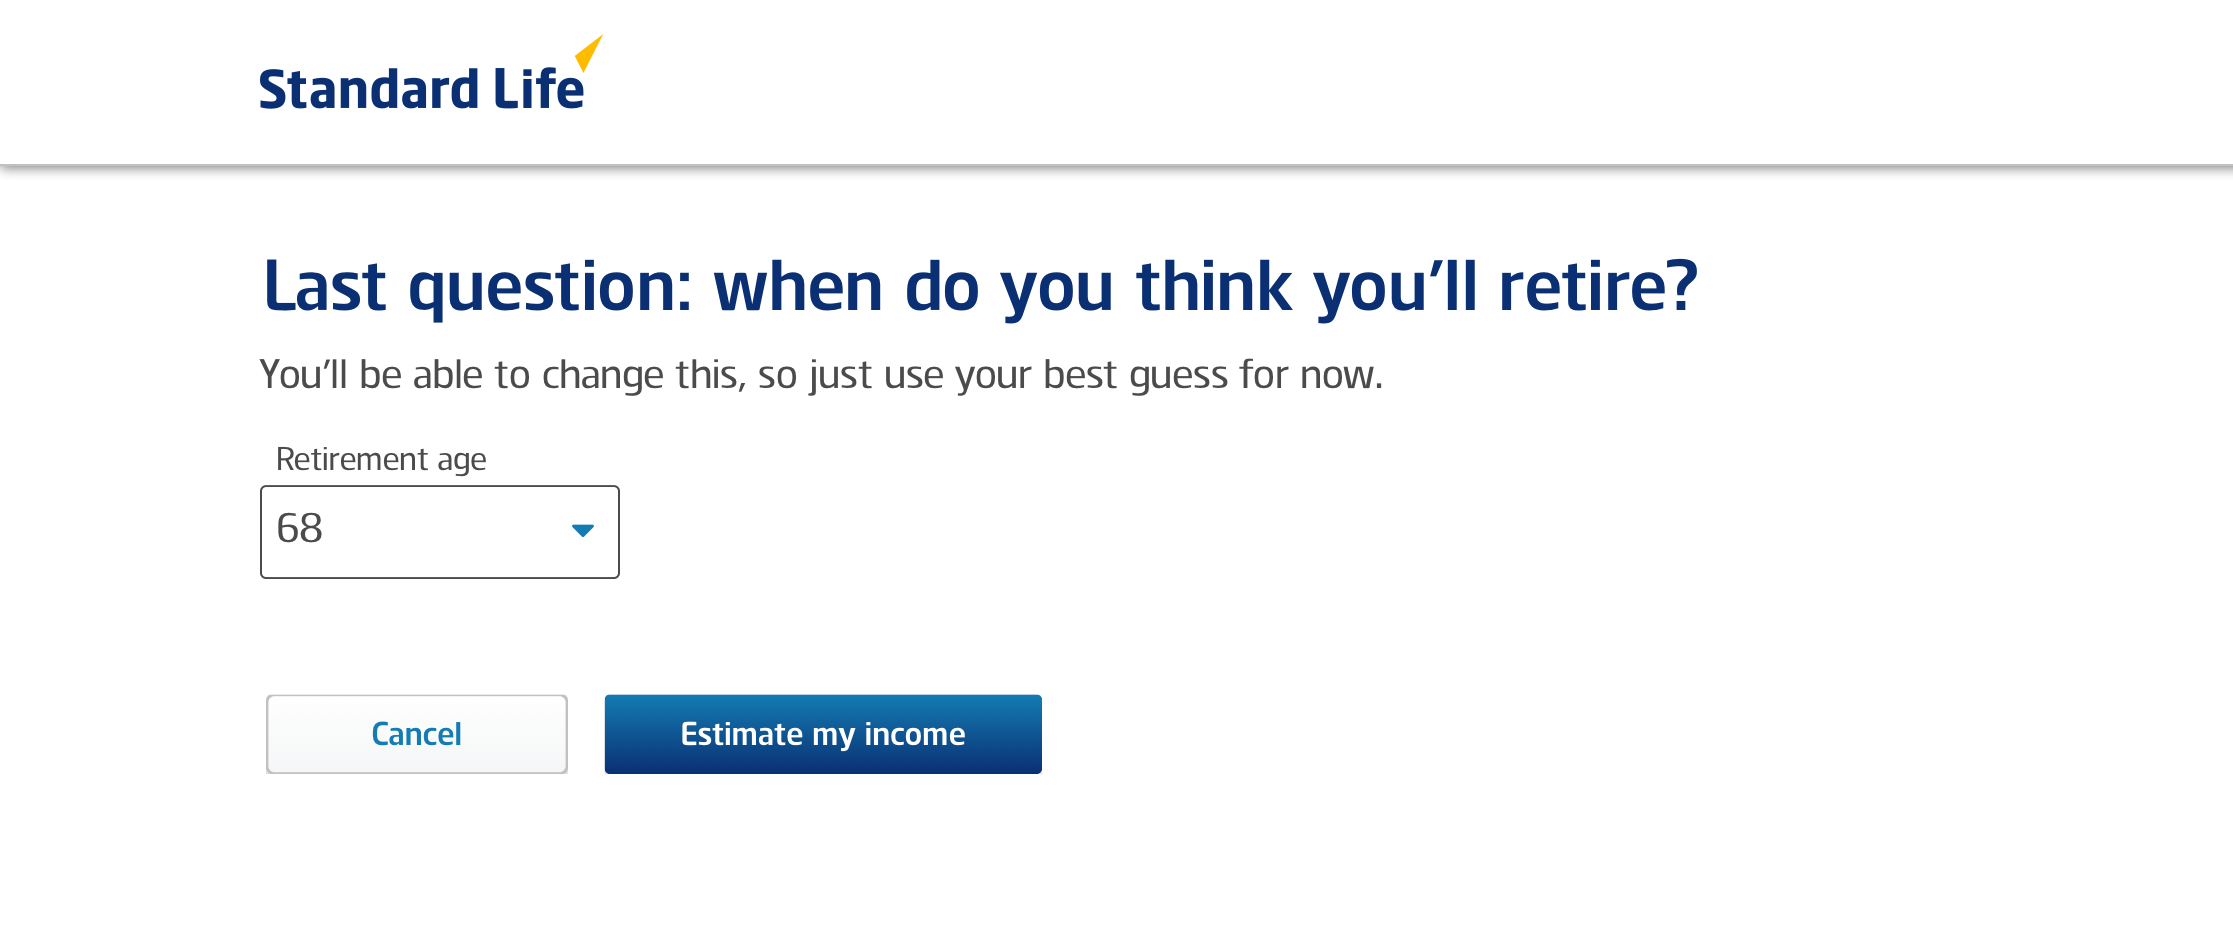 Standard Life
Last question: when do you think you’ll retire?
You’ll be able to change this, so just use your best guess for now.
Retirement age
68
Cancel
Estimate my income